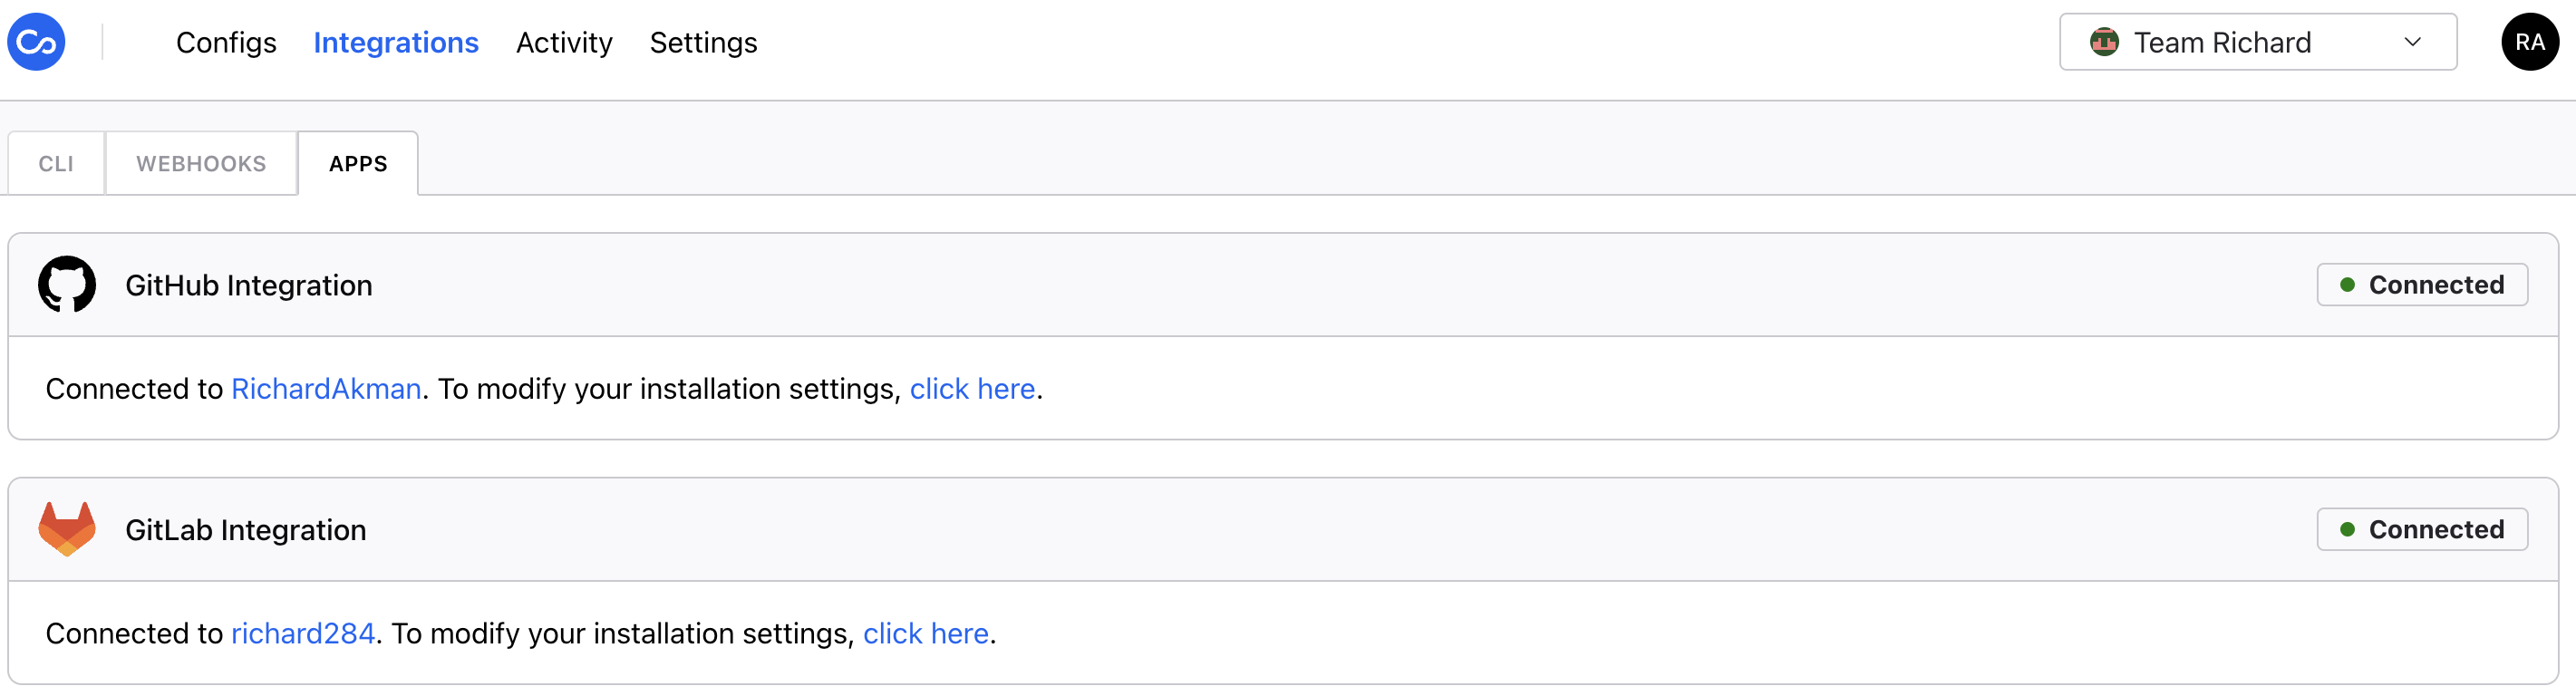 Configs Integrations Activity Settings Team Richard RA
CLI WEBHOOKS APPS
GitHub Integration Connected
Connected to RichardAkman. To modify your installation settings, click here.
GitLab Integration Connected
Connected to richard284. To modify your installation settings, click here.